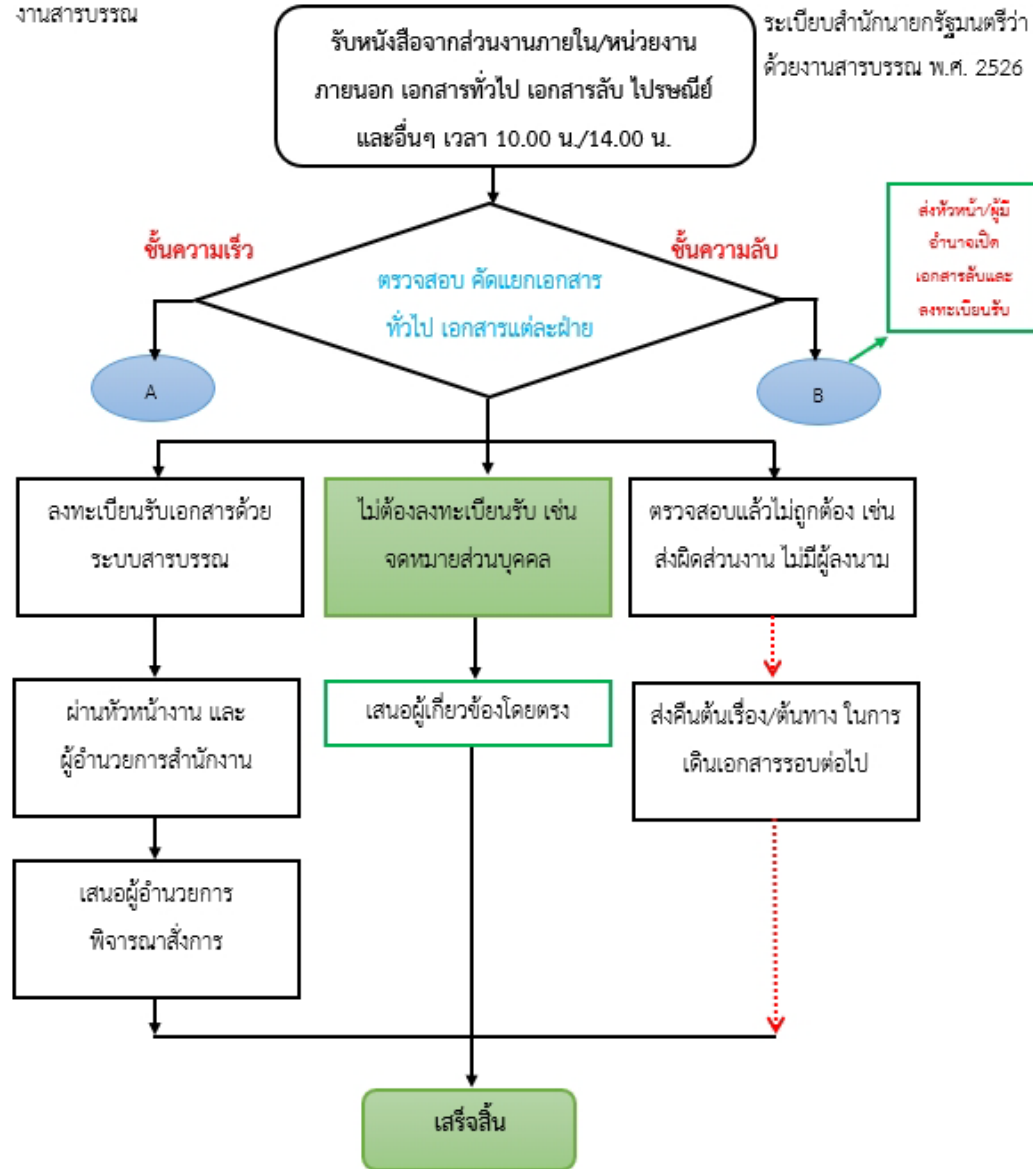 งานสารบรรณ
ระเบียบสำนักนายกรัฐมนตรีว่า
ด้วยงานสารบรรณ พ.ศ. 2526
รับหนังสือจากส่วนงานภายใน/หน่วยงาน
ภายนอก เอกสารทั่วไป เอกสารลับ ไปรษณีย์
และอื่นๆ เวลา 10.00 น./14.00 น.
ชั้นความเร็ว
ชั้นความลับ
ส่งหัวหน้า/ผู้มี
อำนาจเปิด
เอกสารลับและ
ลงทะเบียนรับ
ตรวจสอบ คัดแยกเอกสาร
ทั่วไป เอกสารแต่ละฝ่าย
A
B
ลงทะเบียนรับเอกสารด้วย
ระบบสารบรรณ
ไม่ต้องลงทะเบียนรับ เช่น
จดหมายส่วนบุคคล
ตรวจสอบแล้วไม่ถูกต้อง เช่น
ส่งผิดส่วนงาน ไม่มีผู้ลงนาม
ผ่านหัวหน้างาน และ
ผู้อำนวยการสำนักงาน
เสนอผู้เกี่ยวข้องโดยตรง
ส่งคืนต้นเรื่อง/ต้นทาง ในการ
เดินเอกสารรอบต่อไป
เสนอผู้อำนวยการ
พิจารณาสั่งการ
เสร็จสิ้น